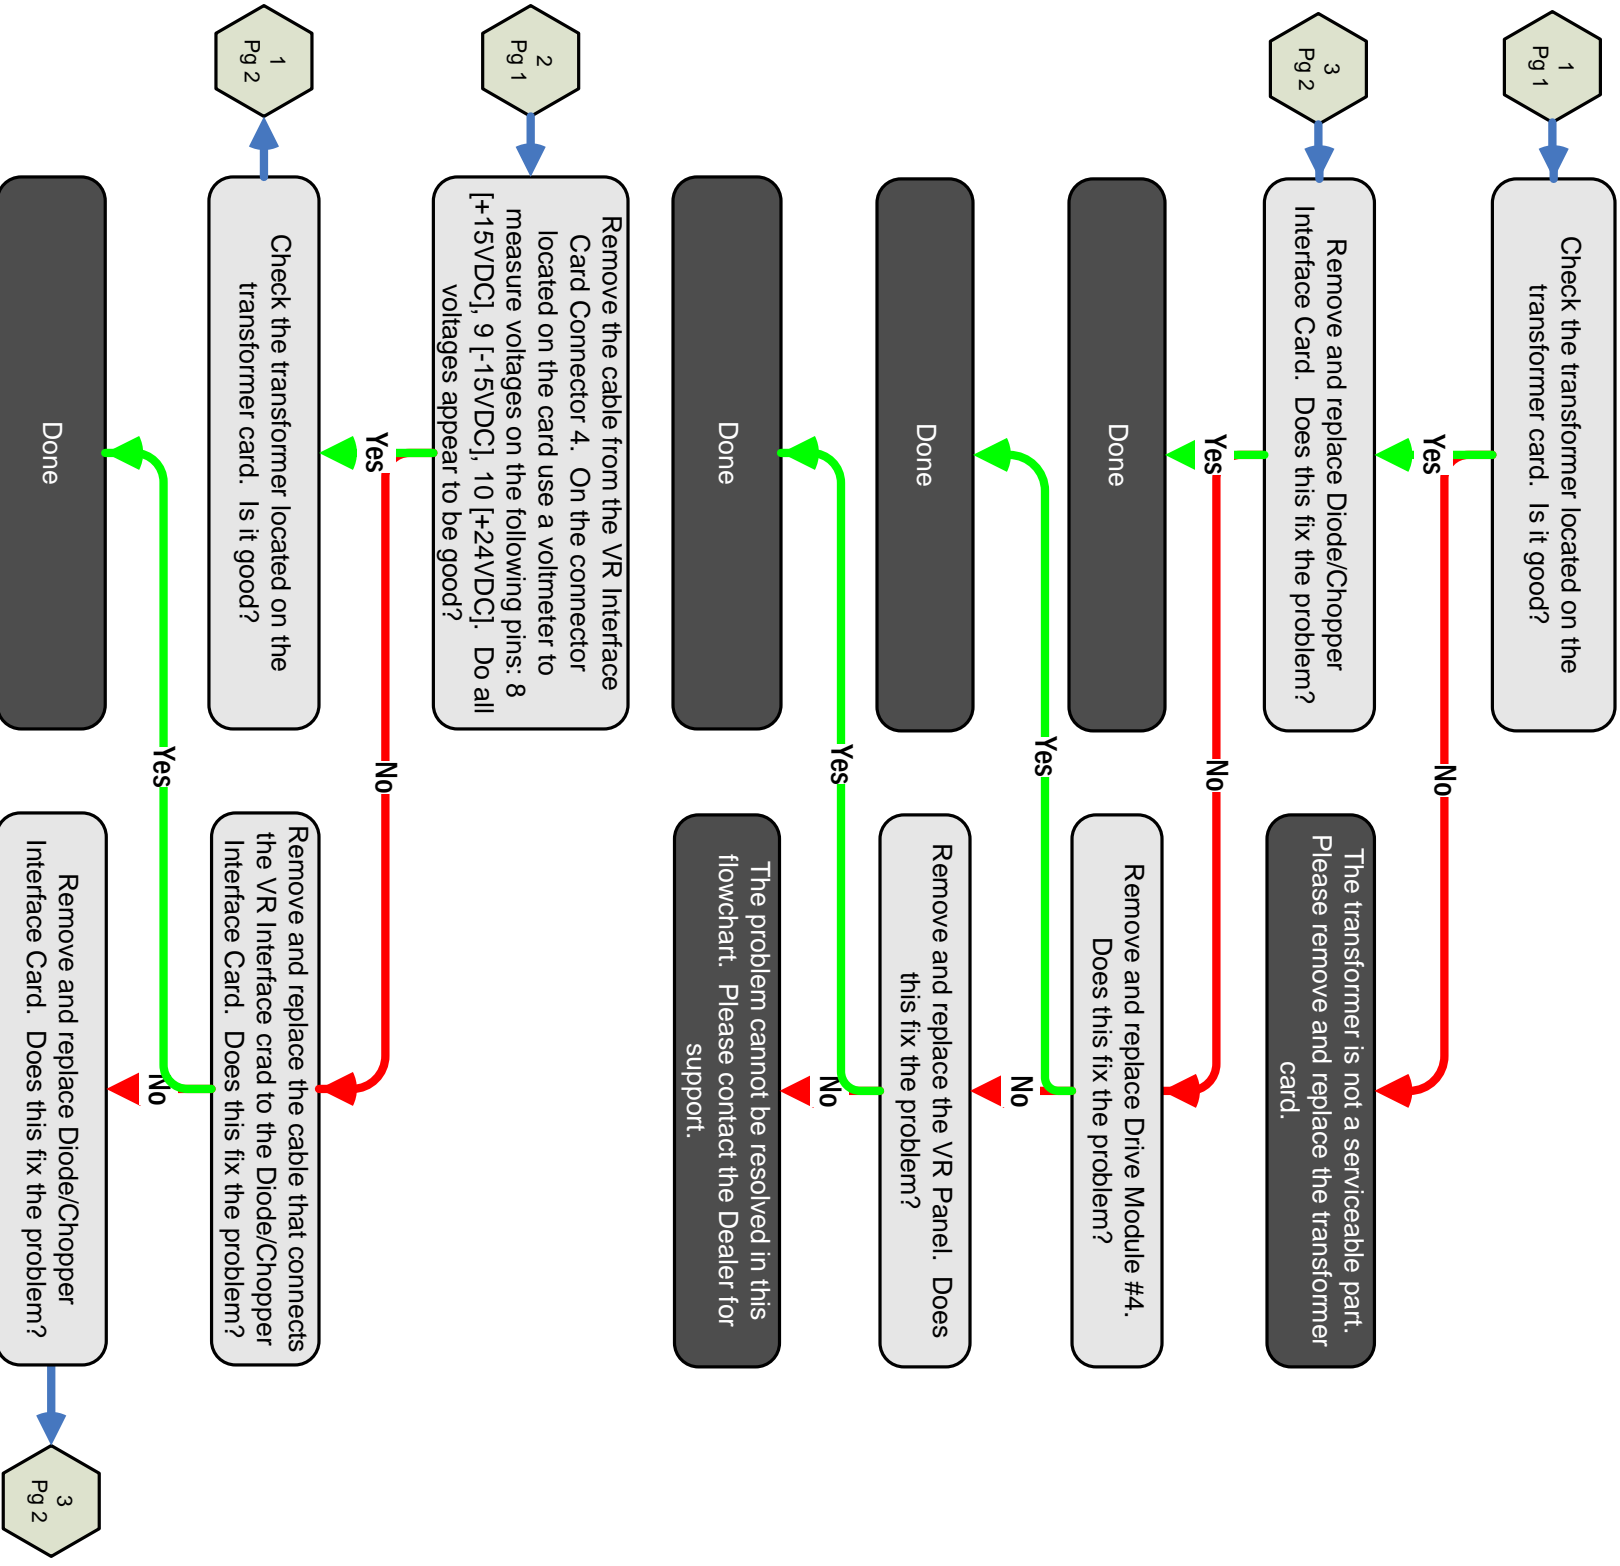 1
Pg 1
Check the transformer located on the
transformer card.  Is it good?
Yes
No
3
Pg 2
Remove and replace Diode/Chopper
Interface Card.  Does this fix the problem?
The transformer is not a serviceable part.
Please remove and replace the transformer
card.
Yes
No
Done
Remove and replace Drive Module #4.
Does this fix the problem?
Yes
No
Done
Remove and replace the VR Panel.  Does
this fix the problem?
Yes
No
Done
The problem cannot be resolved in this
flowchart.  Please contact the Dealer for
support.
2
Pg 1
Remove the cable from the VR Interface
Card Connector 4.  On the connector
located on the card use a voltmeter to
measure voltages on the following pins: 8
[+15VDC], 9 [-15VDC], 10 [+24VDC].  Do all
voltages appear to be good?
Yes
No
1
Pg 2
Check the transformer located on the
transformer card.  Is it good?
Remove and replace the cable that connects
the VR Interface crad to the Diode/Chopper
Interface Card.  Does this fix the problem?
Yes
No
Done
Remove and replace Diode/Chopper
Interface Card.  Does this fix the problem?
3
Pg 2